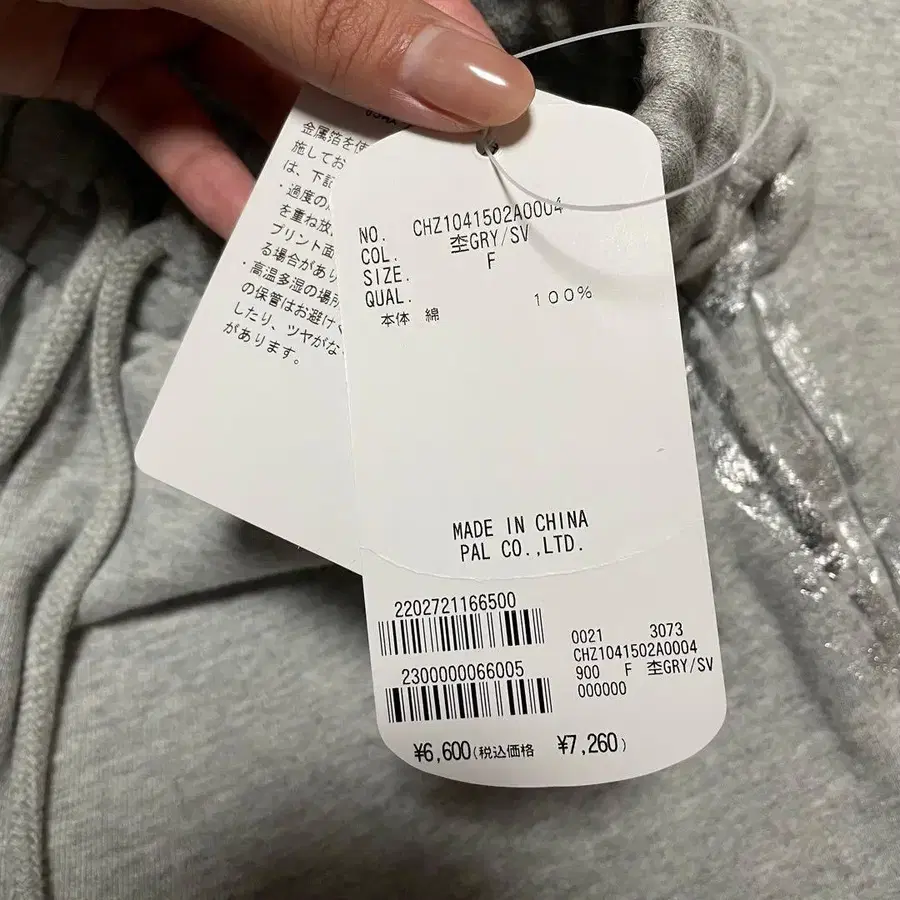 金属箔を使
施してお
は、下記
・過度の
を重ね放
プリント面
る場合があり
・高温多湿の場所
の保管はお避けく
したり、ツヤがな
があります。
NO. CHZ1041502A0004
COL. 杢GRY/SV
SIZE. F
QUAL.
本体 綿 100%
MADE IN CHINA
PAL CO.,LTD.
2202721166500
2300000066005
0021 3073
CHZ1041502A0004
900 F 杢GRY/SV
000000
¥6,600(税込価格 ¥7,260)